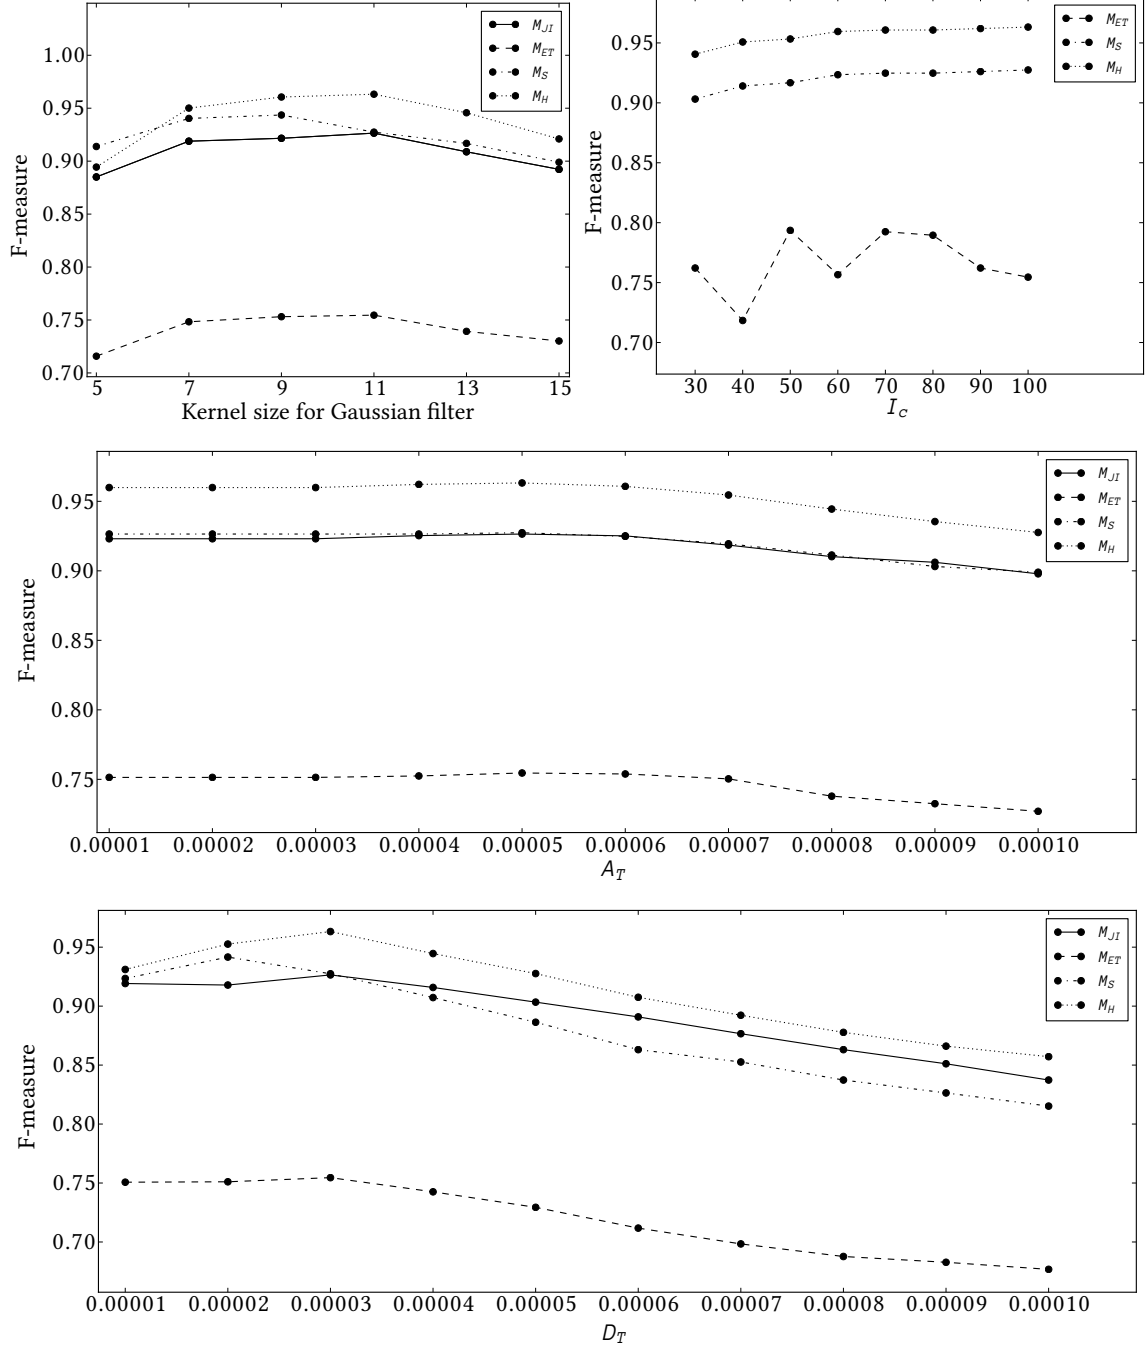 1.00
0.95
0.90
0.85
0.80
0.75
0.70
F-measure
5 7 9 11 13 15
Kernel size for Gaussian filter
M_JI
M_ET
M_S
M_H
0.95
0.90
0.85
0.80
0.75
0.70
F-measure
30 40 50 60 70 80 90 100
I_c
M_ET
M_S
M_H
0.95
0.90
0.85
0.80
0.75
F-measure
0.00001 0.00002 0.00003 0.00004 0.00005 0.00006 0.00007 0.00008 0.00009 0.00010
A_T
M_JI
M_ET
M_S
M_H
0.95
0.90
0.85
0.80
0.75
0.70
F-measure
0.00001 0.00002 0.00003 0.00004 0.00005 0.00006 0.00007 0.00008 0.00009 0.00010
D_T
M_JI
M_ET
M_S
M_H